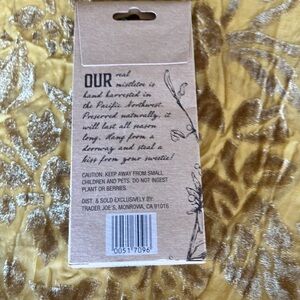 OUR real
mistletoe is
hand harvested in
the Pacific Northwest.
Preserved naturally, it
will last all season
long. Hang from a
doorway and steal a
kiss from your sweetie!
CAUTION: KEEP AWAY FROM SMALL
CHILDREN AND PETS. DO NOT INGEST
PLANT OR BERRIES.
DIST. & SOLD EXCLUSIVELY BY:
TRADER JOE'S, MONROVIA, CA 91016
0051 7096